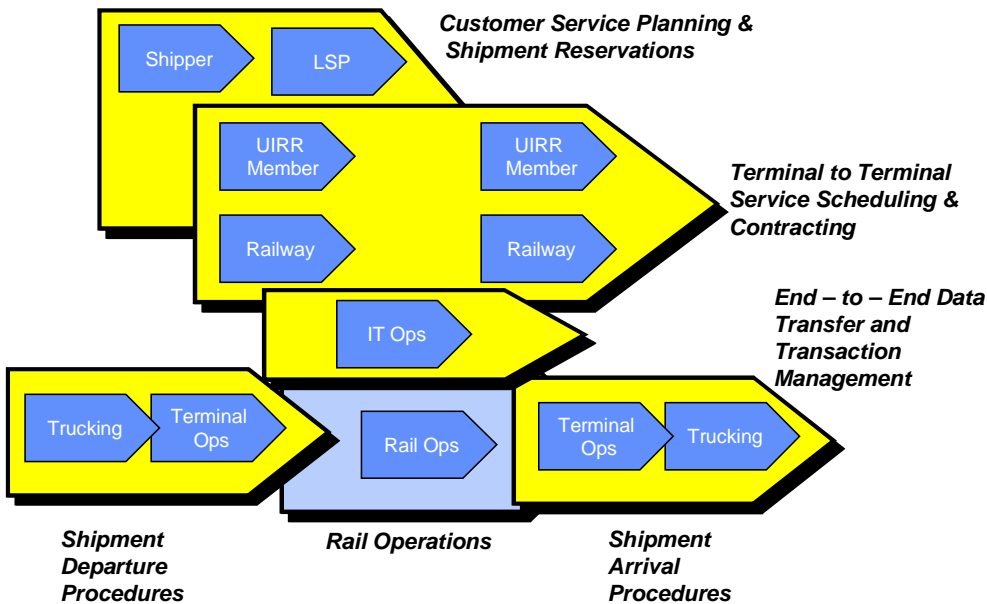 Customer Service Planning &
Shipment Reservations
Shipper
LSP
UIRR
Member
UIRR
Member
Terminal to Terminal
Service Scheduling &
Contracting
Railway
Railway
End – to – End Data
Transfer and
Transaction
Management
IT Ops
Trucking
Terminal
Ops
Rail Ops
Terminal
Ops
Trucking
Shipment
Departure
Procedures
Rail Operations
Shipment
Arrival
Procedures